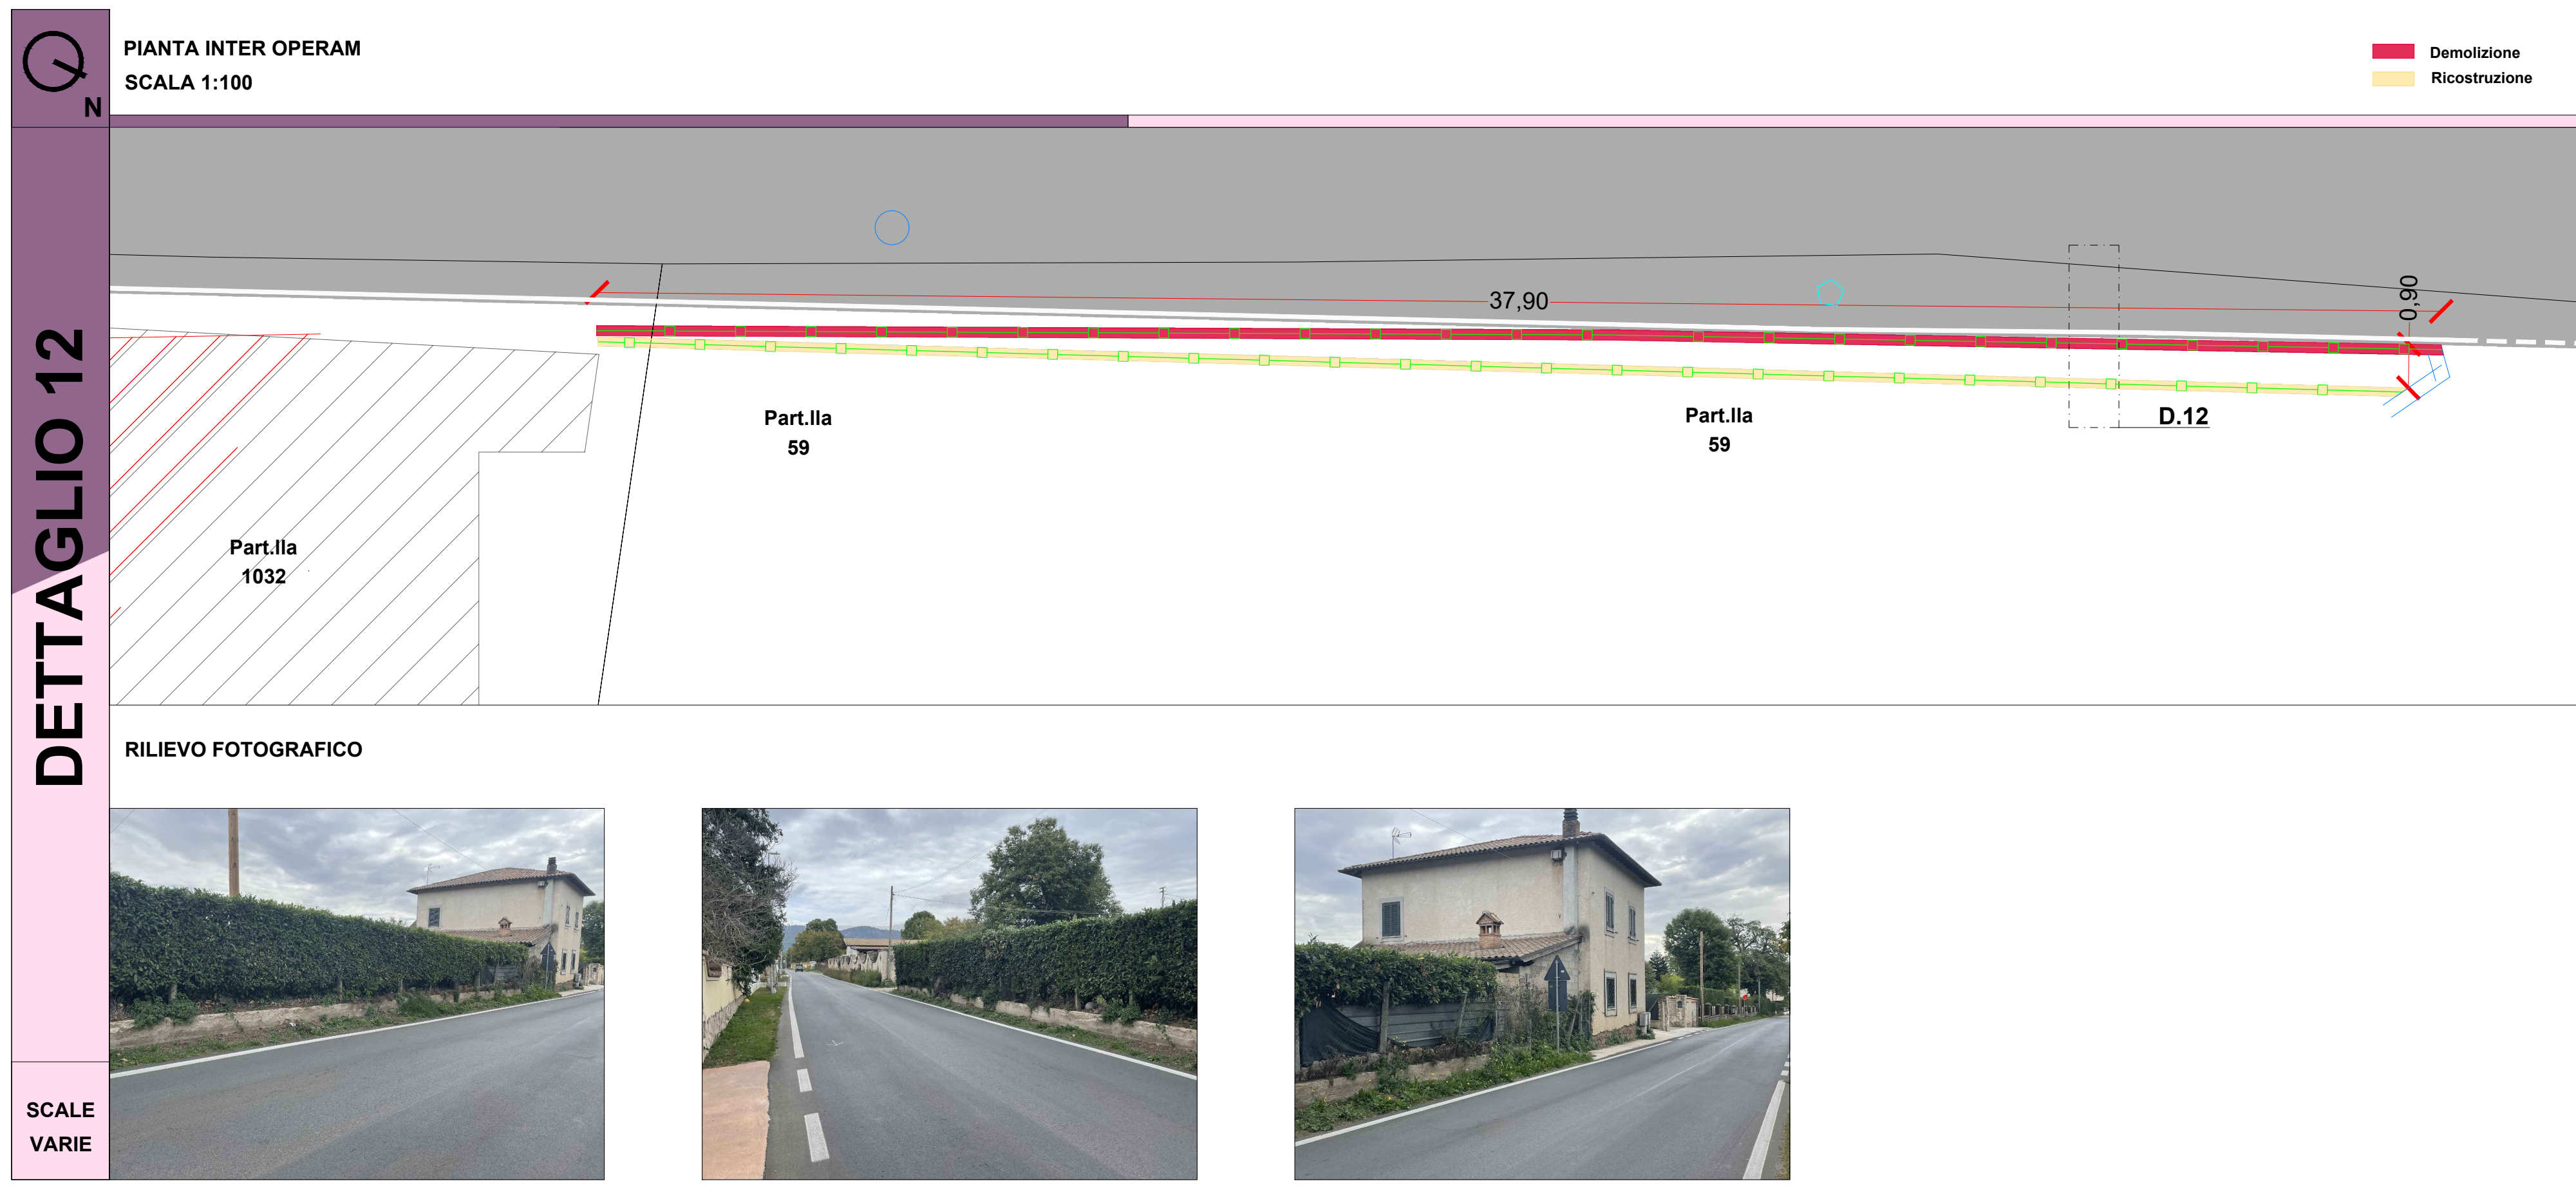 PIANTA INTER OPERAM
SCALA 1:100
Demolizione
Ricostruzione
N
DETTAGLIO 12
37,90
0,90
Part.lla
59
Part.lla
59
D.12
Part.lla
1032
RILIEVO FOTOGRAFICO
SCALE
VARIE